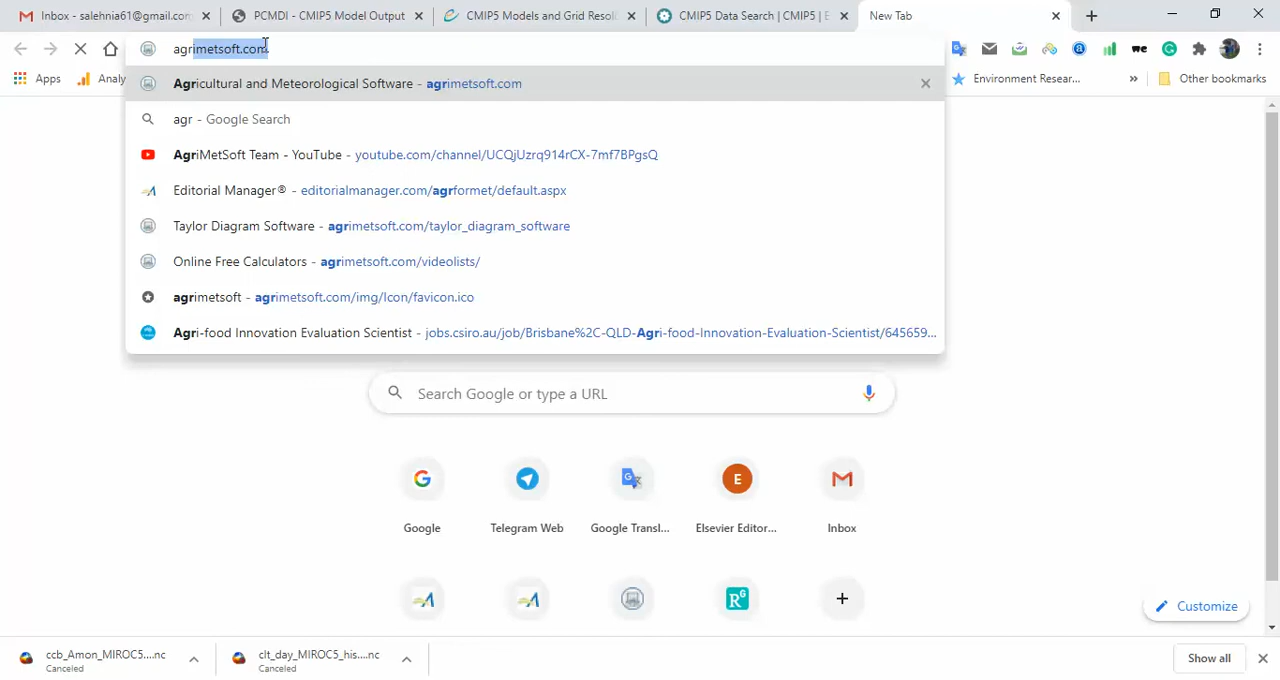 Inbox - salehnia61@gmail.com
PCMDI - CMIP5 Model Output
CMIP5 Models and Grid Resol
CMIP5 Data Search | CMIP5 | E
New Tab
agrimetsoft.com
Apps
Analy
Environment Resear...
»
Other bookmarks
Agricultural and Meteorological Software - agrimetsoft.com
agr - Google Search
AgriMetSoft Team - YouTube - youtube.com/channel/UCQjUzrq914rCX-7mf7BPgsQ
Editorial Manager® - editorialmanager.com/agrformet/default.aspx
Taylor Diagram Software - agrimetsoft.com/taylor_diagram_software
Online Free Calculators - agrimetsoft.com/videolists/
agrimetsoft - agrimetsoft.com/img/Icon/favicon.ico
Agri-food Innovation Evaluation Scientist - jobs.csiro.au/job/Brisbane%2C-QLD-Agri-food-Innovation-Evaluation-Scientist/645659...
Search Google or type a URL
E
Google
Telegram Web
Google Transl...
Elsevier Editor...
Inbox
RG
Customize
ccb_Amon_MIROC5....nc
Canceled
clt_day_MIROC5_his....nc
Canceled
Show all